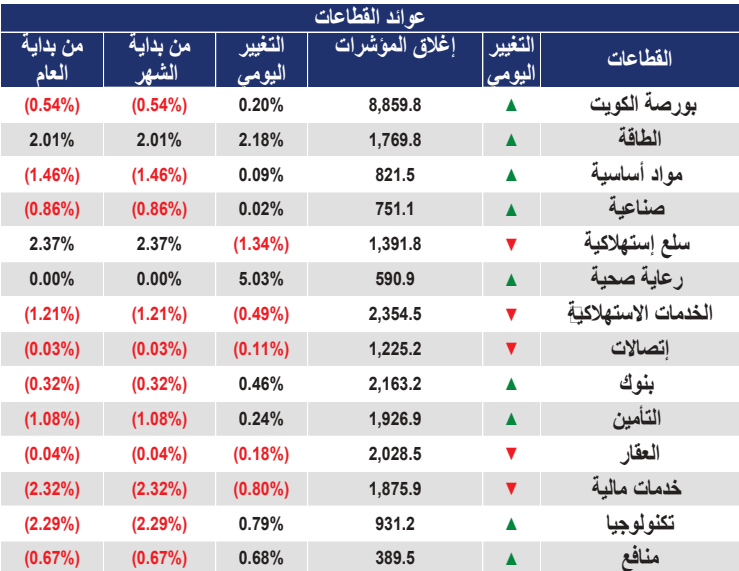 عوائد القطاعات
القطاعات التغيير اليومي إغلاق المؤشرات التغيير اليومي من بداية الشهر من بداية العام
بورصة الكويت ▲ 8,859.8 0.20% (0.54%) (0.54%)
الطاقة ▲ 1,769.8 2.18% 2.01% 2.01%
مواد أساسية ▲ 821.5 0.09% (1.46%) (1.46%)
صناعية ▲ 751.1 0.02% (0.86%) (0.86%)
سلع إستهلاكية ▼ 1,391.8 (1.34%) 2.37% 2.37%
رعاية صحية ▲ 590.9 5.03% 0.00% 0.00%
الخدمات الاستهلاكية ▼ 2,354.5 (0.49%) (1.21%) (1.21%)
إتصالات ▼ 1,225.2 (0.11%) (0.03%) (0.03%)
بنوك ▲ 2,163.2 0.46% (0.32%) (0.32%)
التأمين ▲ 1,926.9 0.24% (1.08%) (1.08%)
العقار ▼ 2,028.5 (0.18%) (0.04%) (0.04%)
خدمات مالية ▼ 1,875.9 (0.80%) (2.32%) (2.32%)
تكنولوجيا ▲ 931.2 0.79% (2.29%) (2.29%)
منافع ▲ 389.5 0.68% (0.67%) (0.67%)